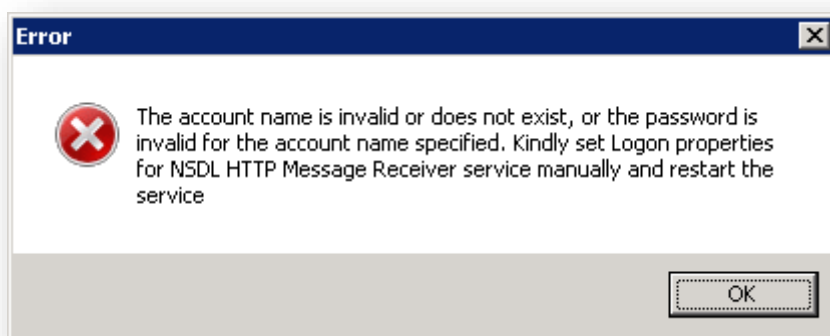 Error
The account name is invalid or does not exist, or the password is
invalid for the account name specified. Kindly set Logon properties
for NSDL HTTP Message Receiver service manually and restart the
service
OK